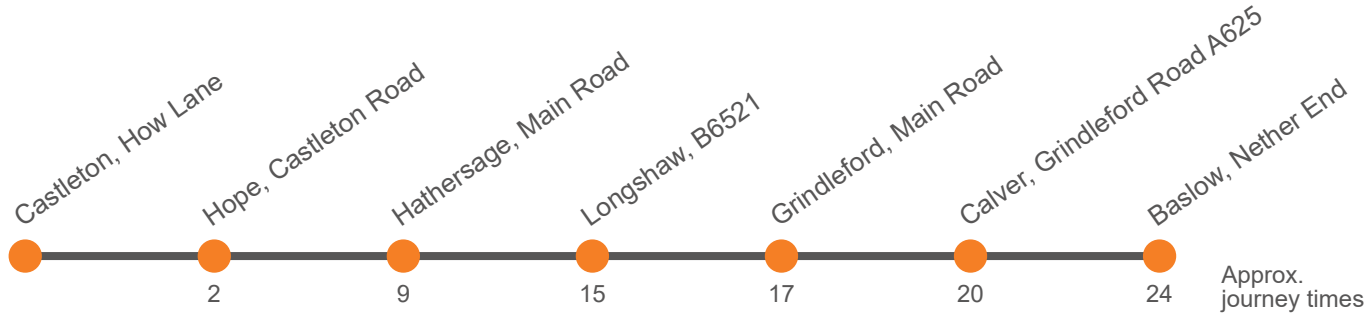 Castleton, How Lane
Hope, Castleton Road
Hathersage, Main Road
Longshaw, B6521
Grindleford, Main Road
Calver, Grindleford Road A625
Baslow, Nether End
2
9
15
17
20
24
Approx.
journey times